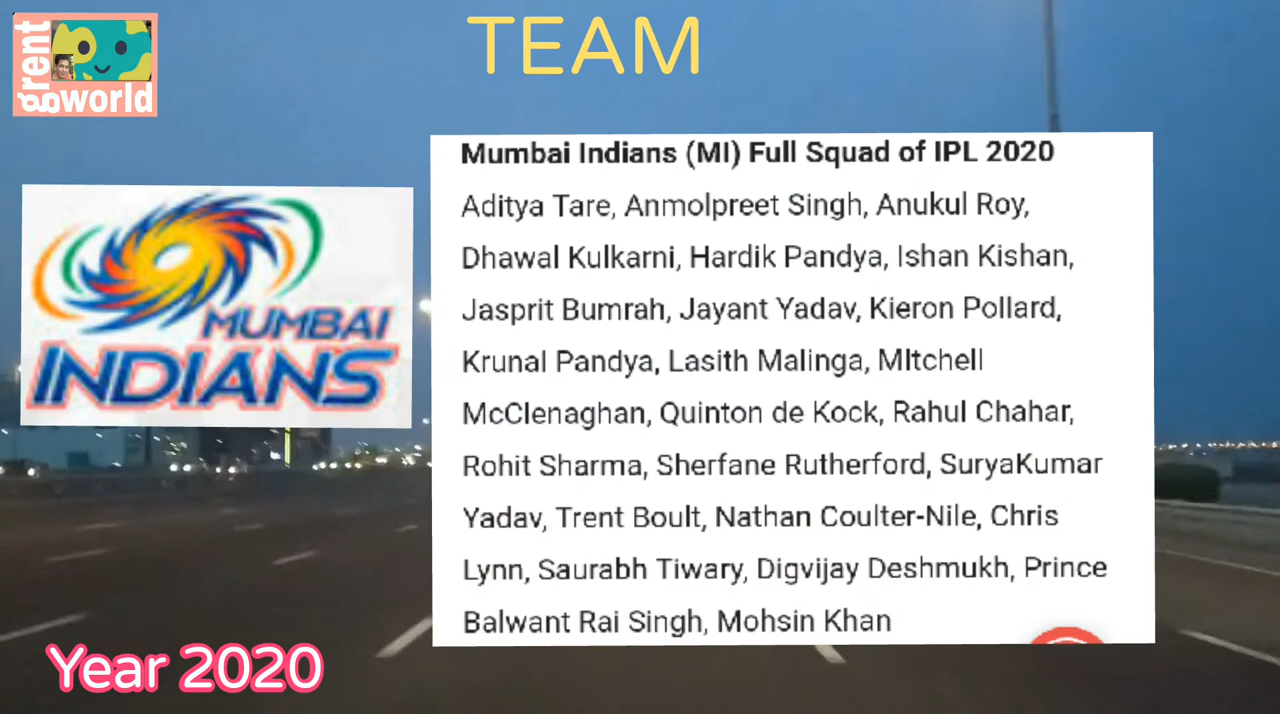 grent
world
TEAM
MUMBAI
INDIANS
Mumbai Indians (MI) Full Squad of IPL 2020
Aditya Tare, Anmolpreet Singh, Anukul Roy,
Dhawal Kulkarni, Hardik Pandya, Ishan Kishan,
Jasprit Bumrah, Jayant Yadav, Kieron Pollard,
Krunal Pandya, Lasith Malinga, MItchell
McClenaghan, Quinton de Kock, Rahul Chahar,
Rohit Sharma, Sherfane Rutherford, SuryaKumar
Yadav, Trent Boult, Nathan Coulter-Nile, Chris
Lynn, Saurabh Tiwary, Digvijay Deshmukh, Prince
Balwant Rai Singh, Mohsin Khan
Year 2020